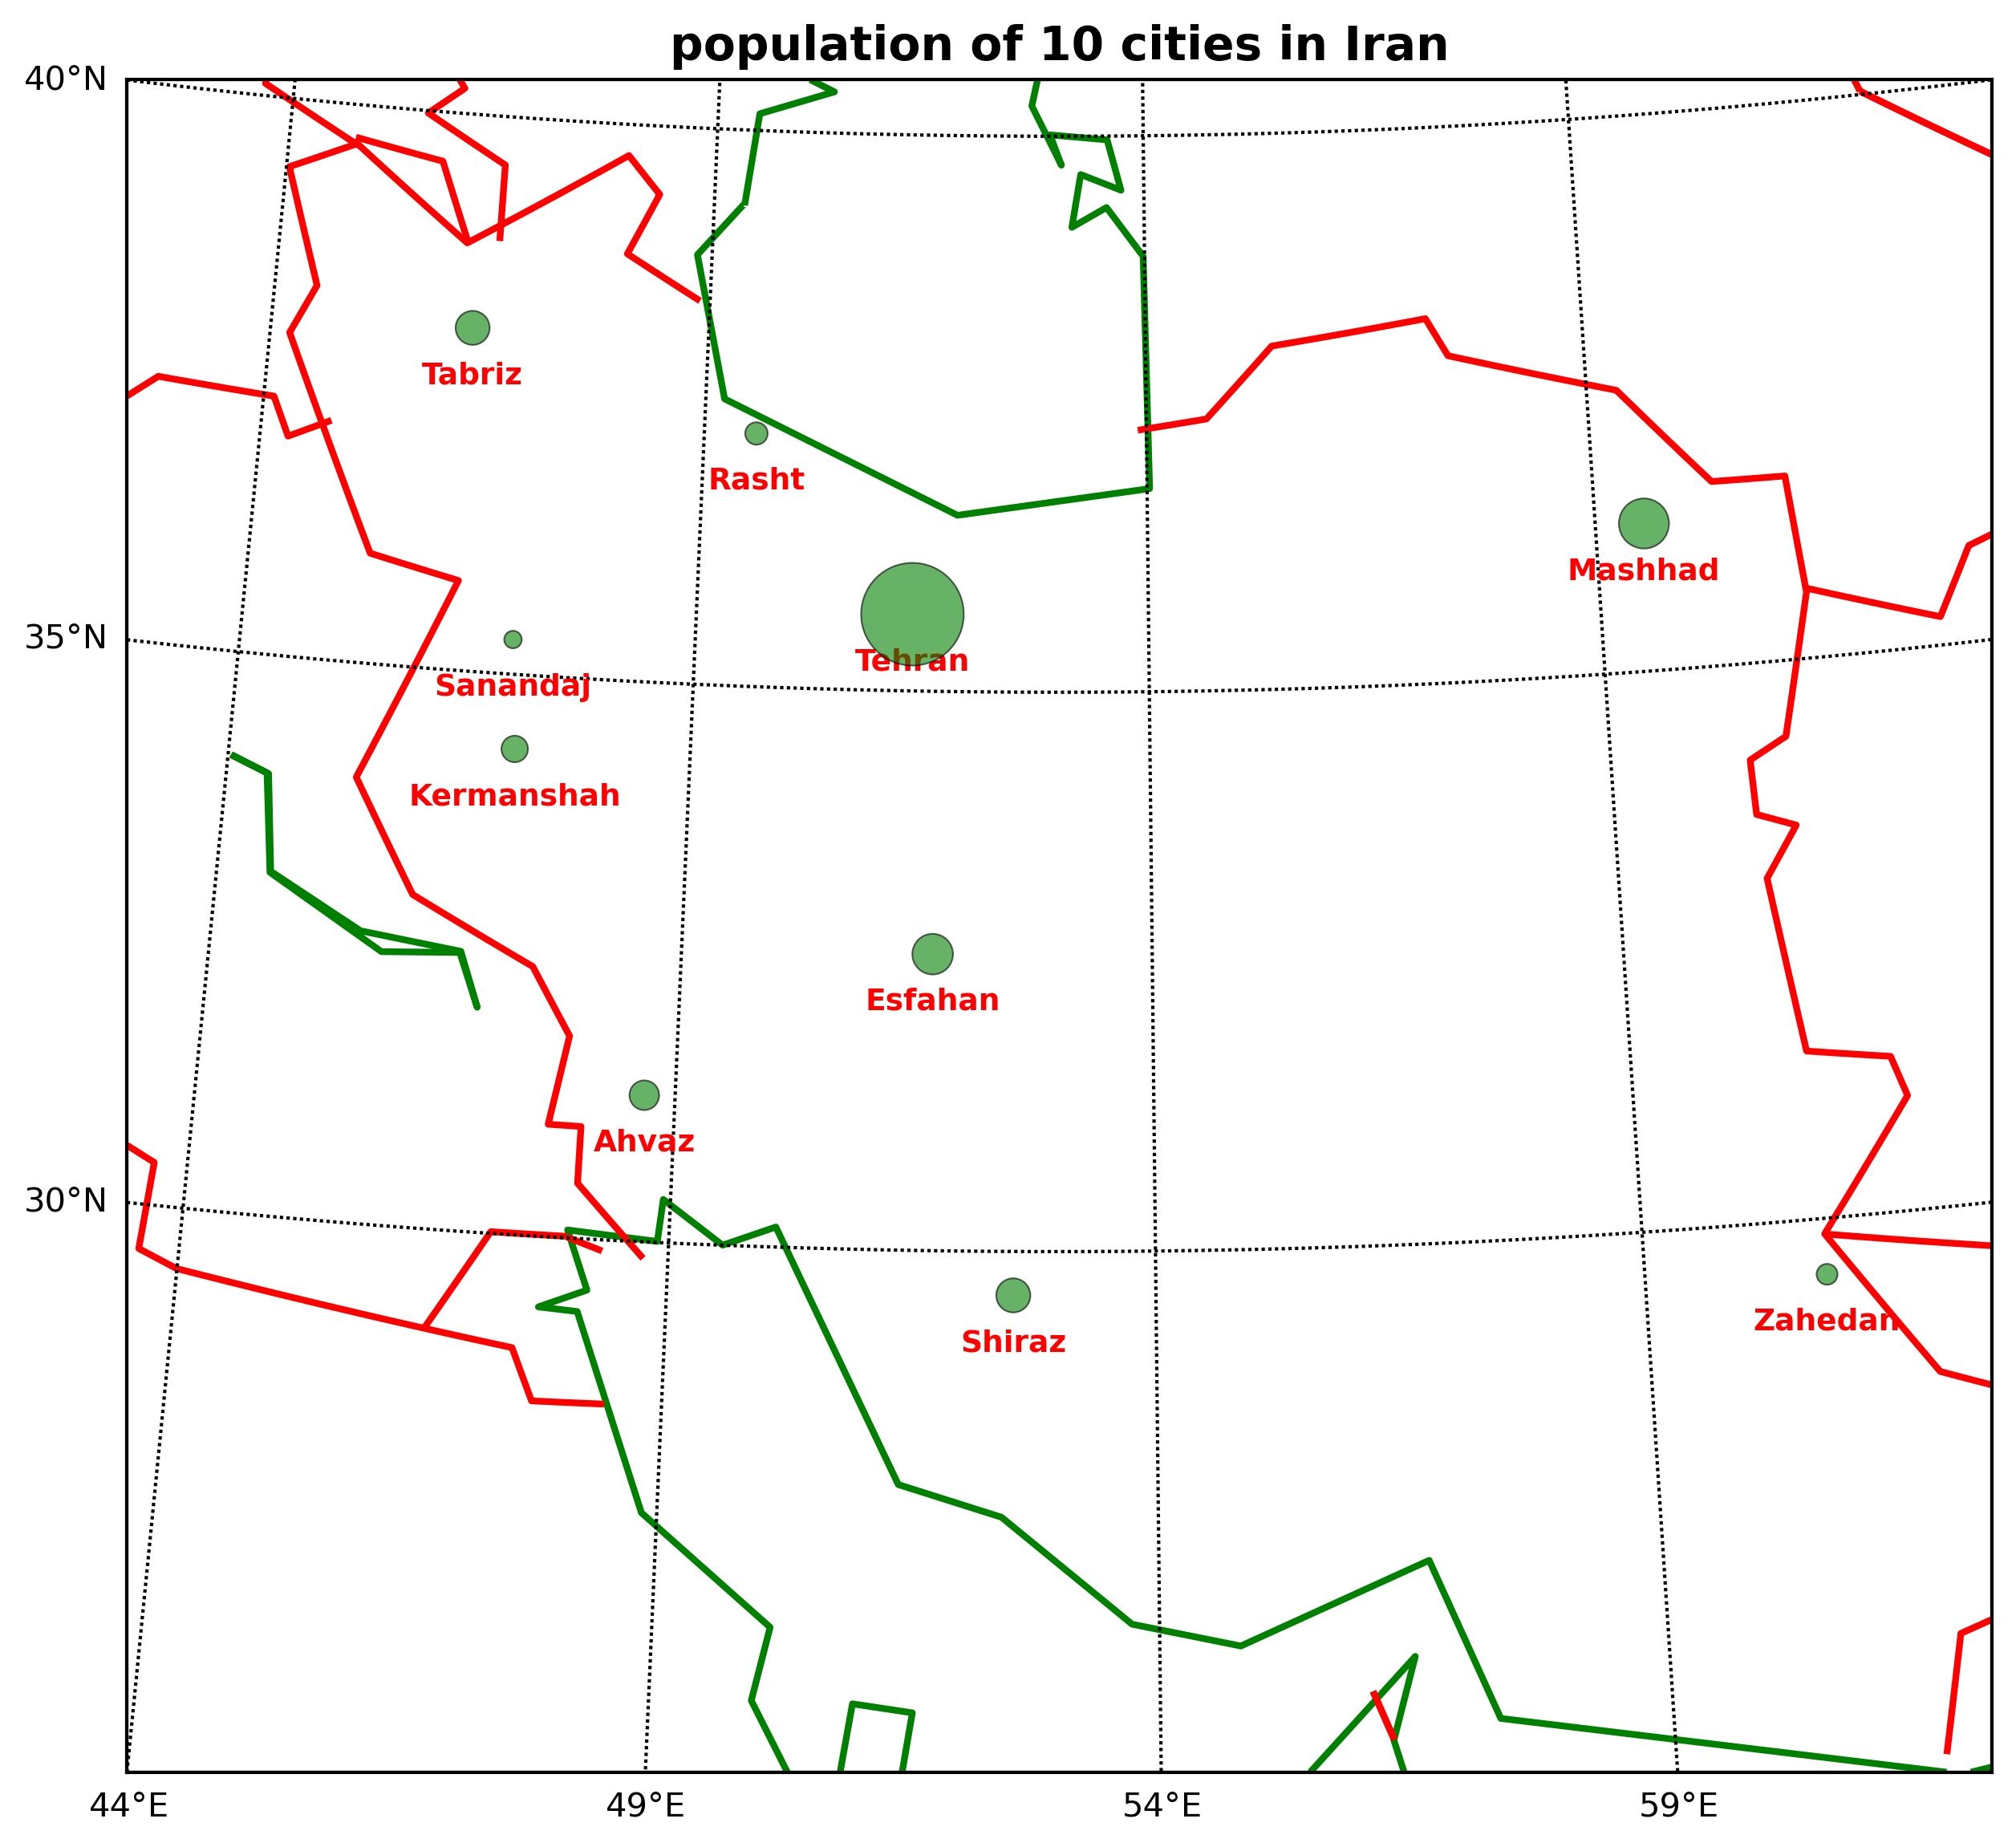 population of 10 cities in Iran
40°N
Tabriz
Rasht
Mashhad
35°N
Tehran
Sanandaj
Kermanshah
Esfahan
Ahvaz
30°N
Zahedan
Shiraz
44°E
49°E
54°E
59°E